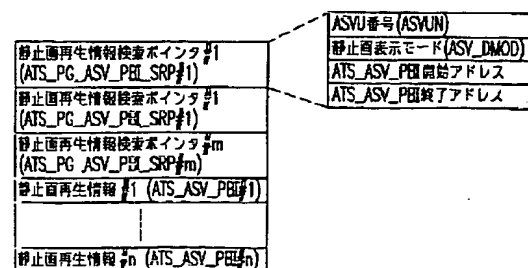 静止画再生情報検索ポインタ#1
(ATS_PG_ASV_PBI_SRP#1)
静止画再生情報検索ポインタ#1
(ATS_PG_ASV_PBI_SRP#1)
静止画再生情報検索ポインタ#m
(ATS_PG_ASV_PBI_SRP#m)
静止画再生情報 #1 (ATS_ASV_PBI#1)
静止画再生情報 #n (ATS_ASV_PBI#n)
ASVU番号(ASVUN)
静止画表示モード(ASV_DMOD)
ATS_ASV_PBI開始アドレス
ATS_ASV_PBI終了アドレス